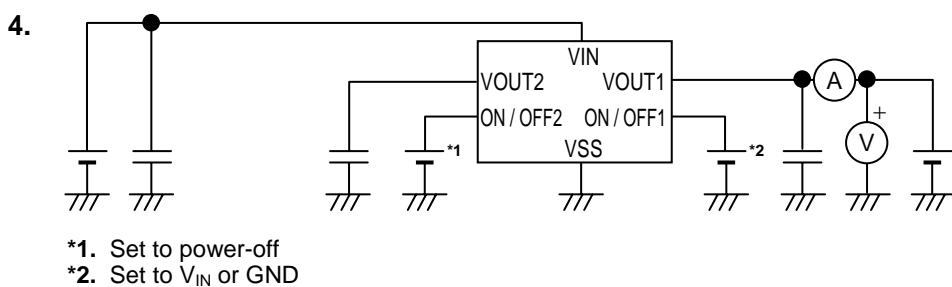 4.
VIN
VOUT2 VOUT1
ON / OFF2 ON / OFF1
VSS
*1
*2
A
+
V
*1. Set to power-off
*2. Set to VIN or GND